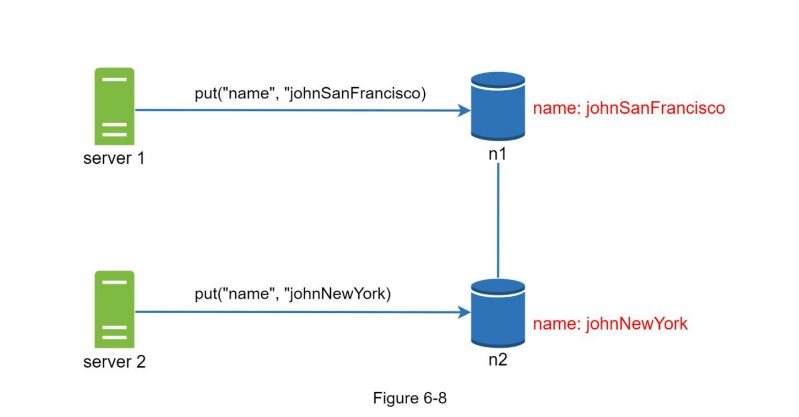 put("name", "johnSanFrancisco)
name: johnSanFrancisco
server 1
n1
put("name", "johnNewYork)
name: johnNewYork
server 2
n2
Figure 6-8